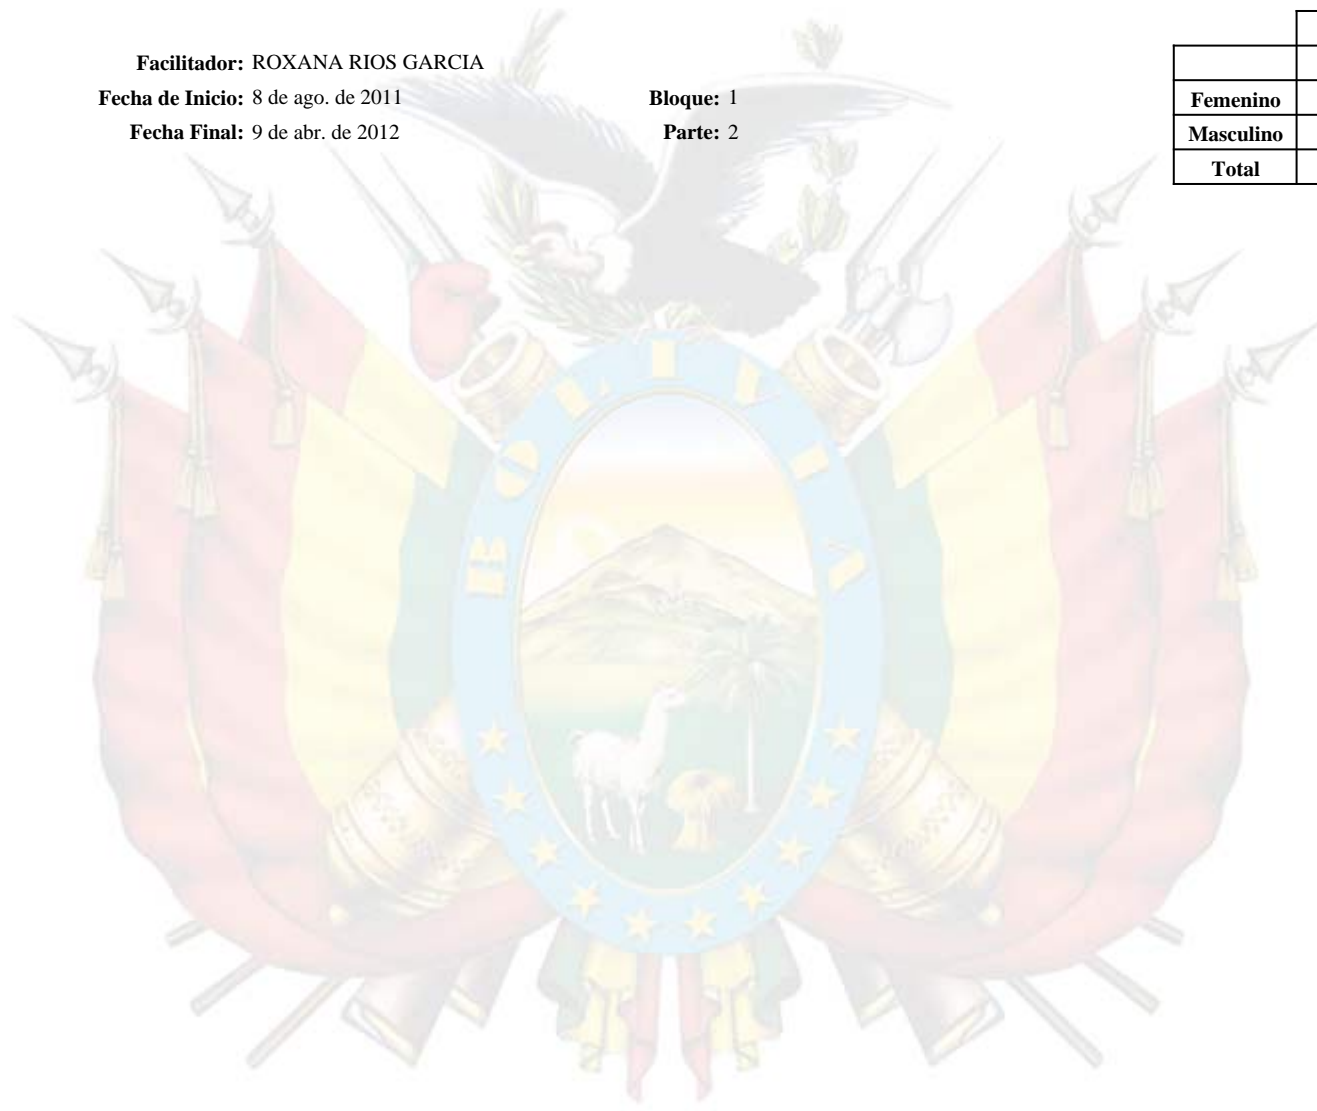 Facilitador: ROXANA RIOS GARCIA
Fecha de Inicio: 8 de ago. de 2011 Bloque: 1
Fecha Final: 9 de abr. de 2012 Parte: 2
Femenino
Masculino
Total
BOLIVIA